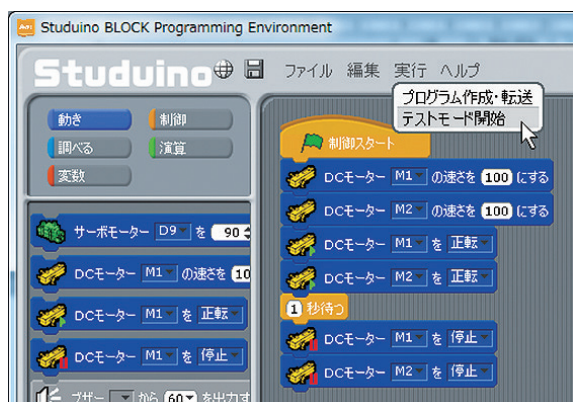 Studuino BLOCK Programming Environment
Studuino ファイル 編集 実行 ヘルプ
プログラム作成・転送
テストモード開始
動き 制御
調べる 演算
変数
サーボモーター D9 を 90
DCモーター M1 の速さを 10
DCモーター M1 を 正転
DCモーター M1 を 停止
ブザー から 60 を出力す
制御スタート
DCモーター M1 の速さを 100 にする
DCモーター M2 の速さを 100 にする
DCモーター M1 を 正転
DCモーター M2 を 正転
1 秒待つ
DCモーター M1 を 停止
DCモーター M2 を 停止